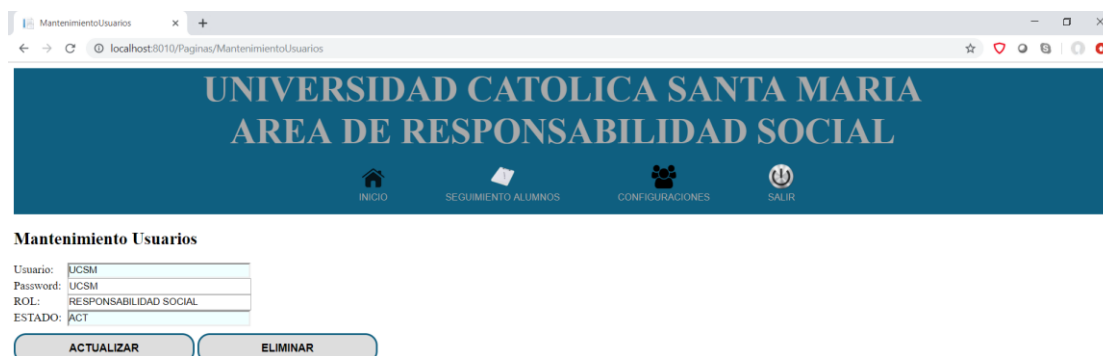 MantenimientoUsuarios
localhost:8010/Paginas/MantenimientoUsuarios
UNIVERSIDAD CATOLICA SANTA MARIA
AREA DE RESPONSABILIDAD SOCIAL
INICIO SEGUIMIENTO ALUMNOS CONFIGURACIONES SALIR
Mantenimiento Usuarios
Usuario: UCSM
Password: UCSM
ROL: RESPONSABILIDAD SOCIAL
ESTADO: ACT
ACTUALIZAR ELIMINAR